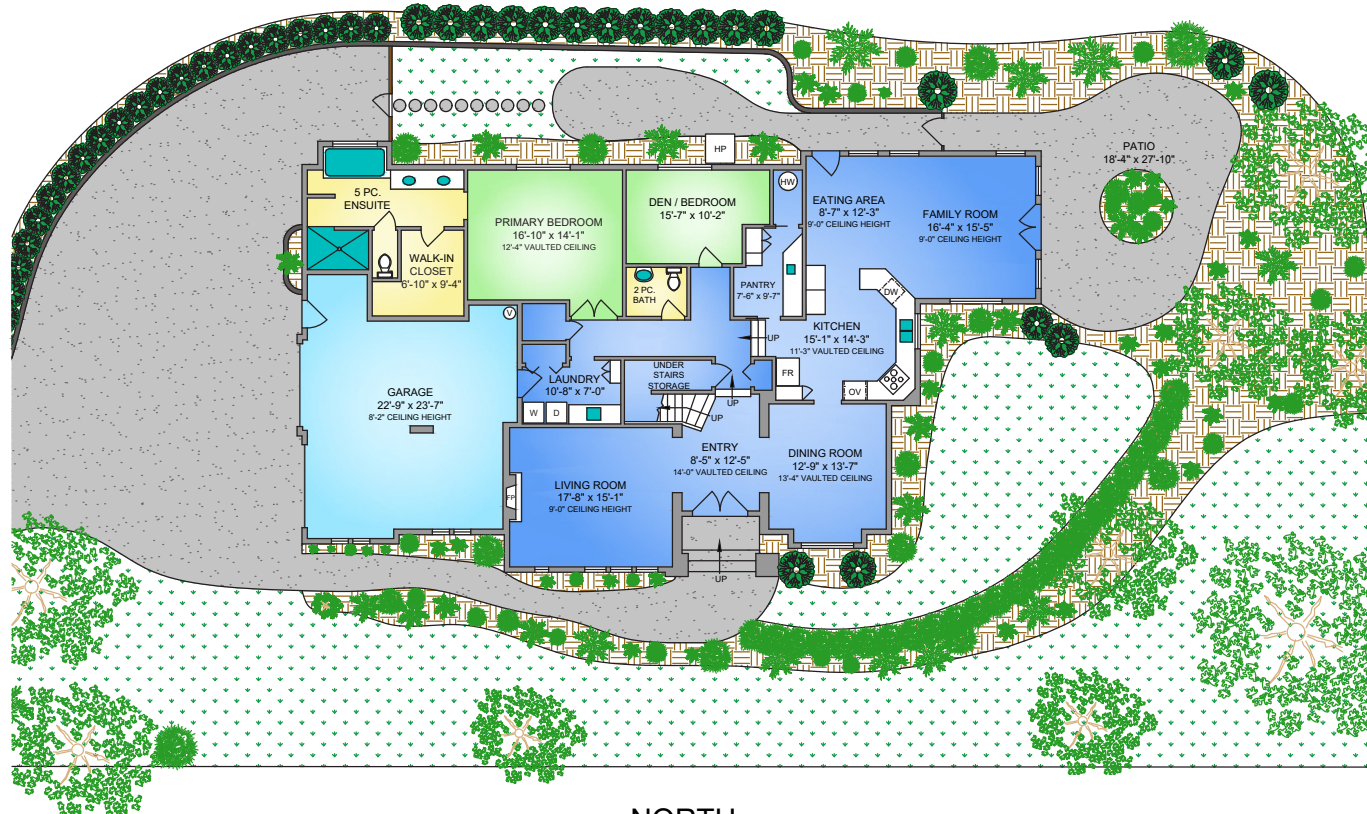 HP
PATIO
18'-4" x 27'-10"
5 PC.
ENSUITE
WALK-IN
CLOSET
6'-10" x 9'-4"
PRIMARY BEDROOM
16'-10" x 14'-1"
12'-4" VAULTED CEILING
DEN / BEDROOM
15'-7" x 10'-2"
HW
EATING AREA
8'-7" x 12'-3"
9'-0" CEILING HEIGHT
FAMILY ROOM
16'-4" x 15'-5"
9'-0" CEILING HEIGHT
2 PC.
BATH
PANTRY
7'-6" x 9'-7"
DW
V
UP
KITCHEN
15'-1" x 14'-3"
11'-3" VAULTED CEILING
GARAGE
22'-9" x 23'-7"
8'-2" CEILING HEIGHT
LAUNDRY
10'-8" x 7'-0"
UNDER
STAIRS
STORAGE
FR
OV
W
D
UP
UP
ENTRY
8'-5" x 12'-5"
14'-0" VAULTED CEILING
DINING ROOM
12'-9" x 13'-7"
13'-4" VAULTED CEILING
LIVING ROOM
17'-8" x 15'-1"
9'-0" CEILING HEIGHT
FP
UP
NORTH